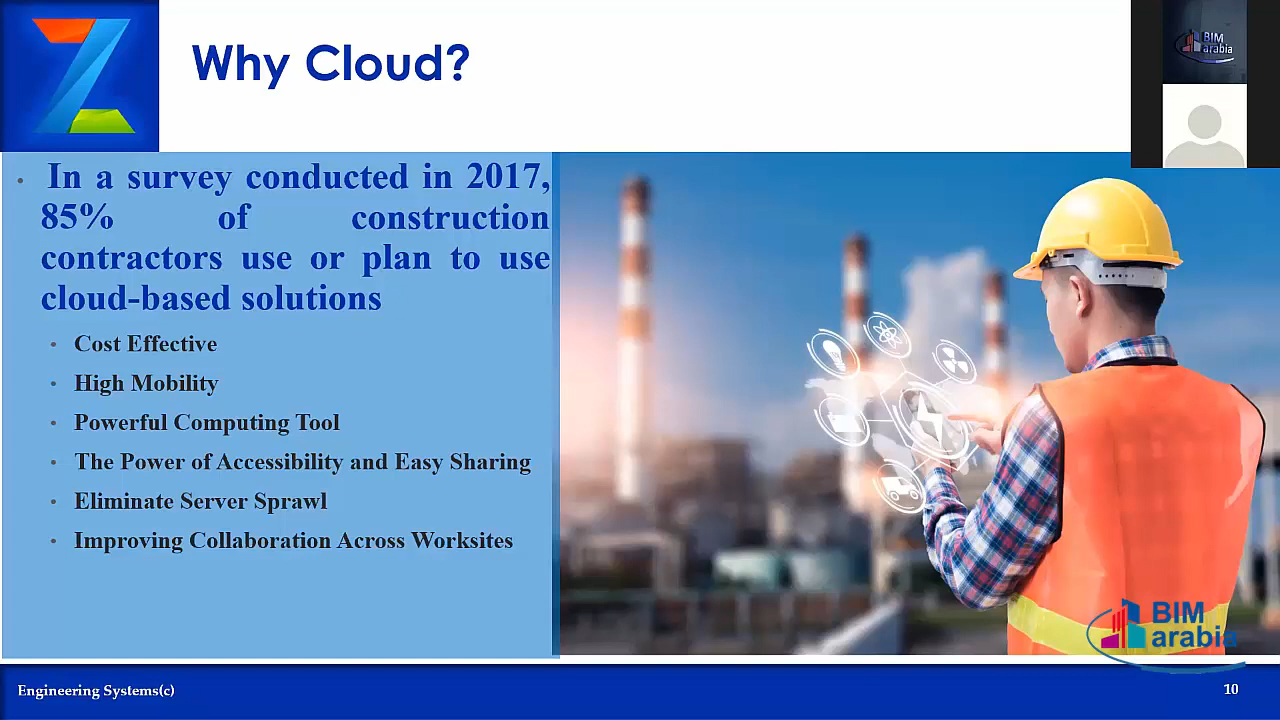 Why Cloud?
BIM
arabia
• In a survey conducted in 2017,
85% of construction
contractors use or plan to use
cloud-based solutions
• Cost Effective
• High Mobility
• Powerful Computing Tool
• The Power of Accessibility and Easy Sharing
• Eliminate Server Sprawl
• Improving Collaboration Across Worksites
BIM
arabia
Engineering Systems(c)
10